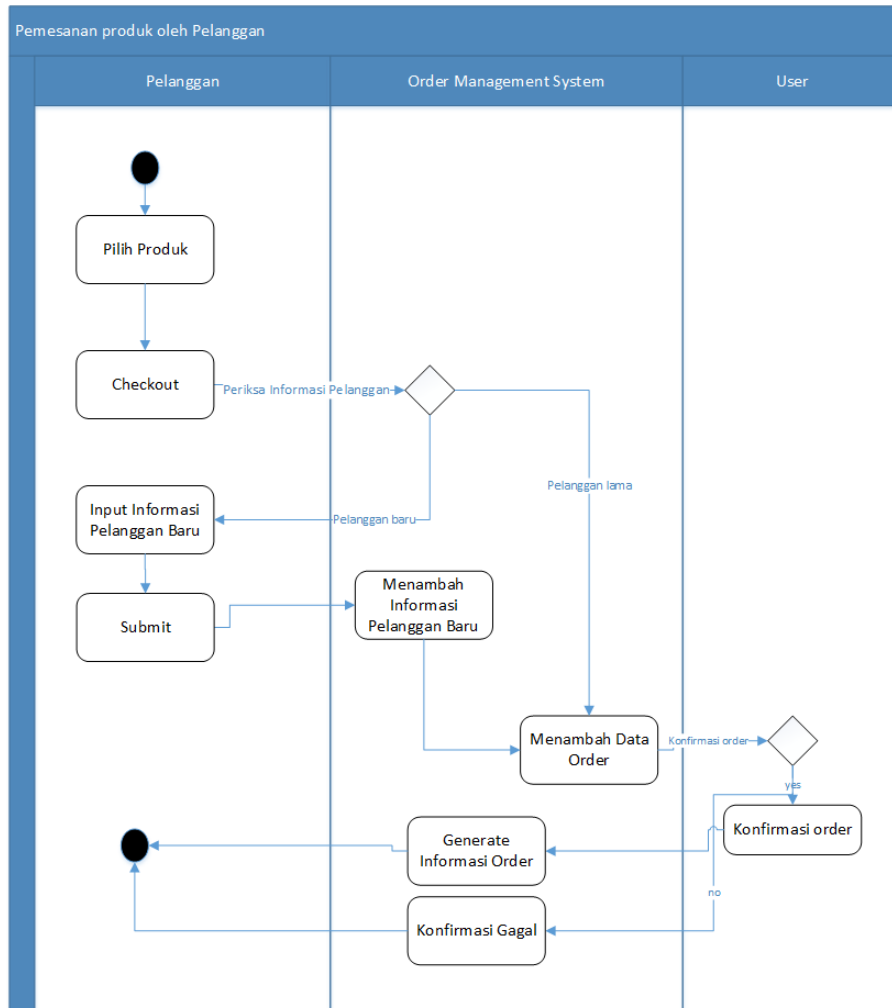 Pemesanan produk oleh Pelanggan
Pelanggan
Order Management System
User
Pilih Produk
Checkout
Periksa Informasi Pelanggan
Pelanggan lama
Input Informasi
Pelanggan Baru
Pelanggan baru
Menambah
Informasi
Pelanggan Baru
Submit
Menambah Data
Order
Konfirmasi order
yes
Konfirmasi order
Generate
Informasi Order
no
Konfirmasi Gagal